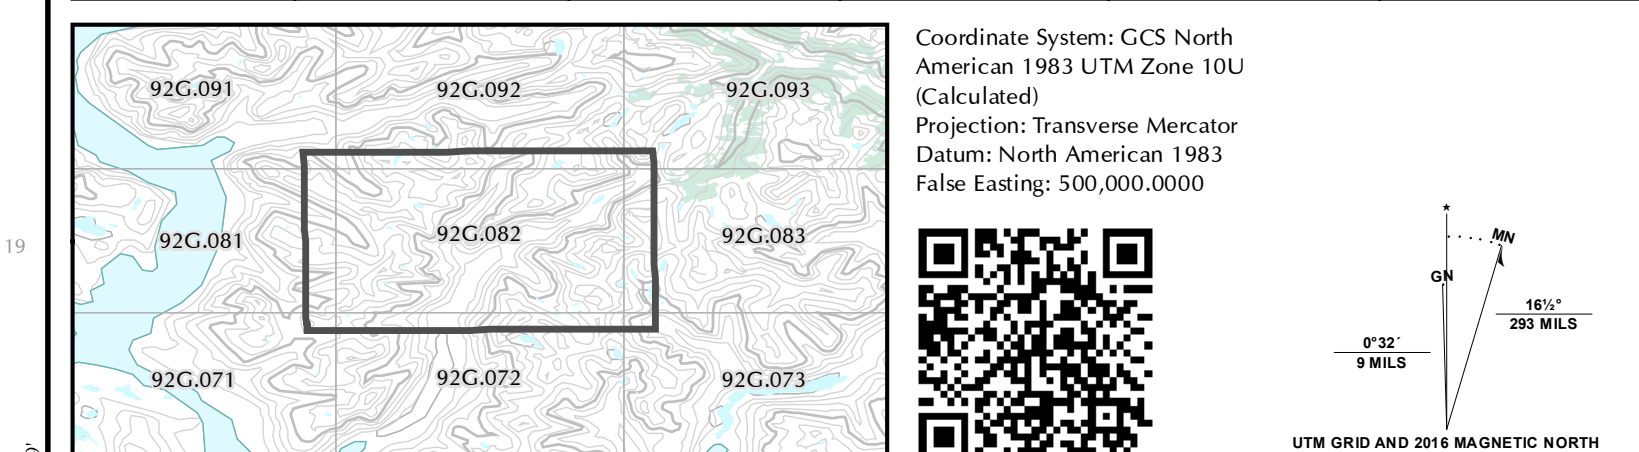 92G.091
92G.092
92G.093
92G.081
92G.082
92G.083
92G.071
92G.072
92G.073
19
Coordinate System: GCS North
American 1983 UTM Zone 10U
(Calculated)
Projection: Transverse Mercator
Datum: North American 1983
False Easting: 500,000.0000
MN
GN
16½°
293 MILS
0°32´
9 MILS
UTM GRID AND 2016 MAGNETIC NORTH